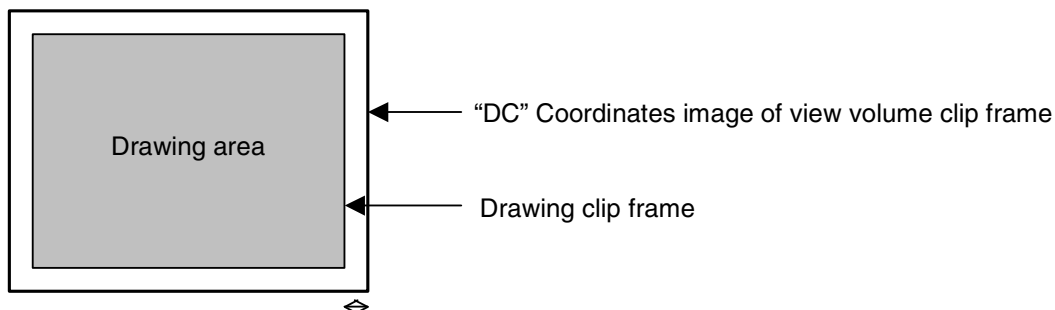 “DC” Coordinates image of view volume clip frame
Drawing area
Drawing clip frame